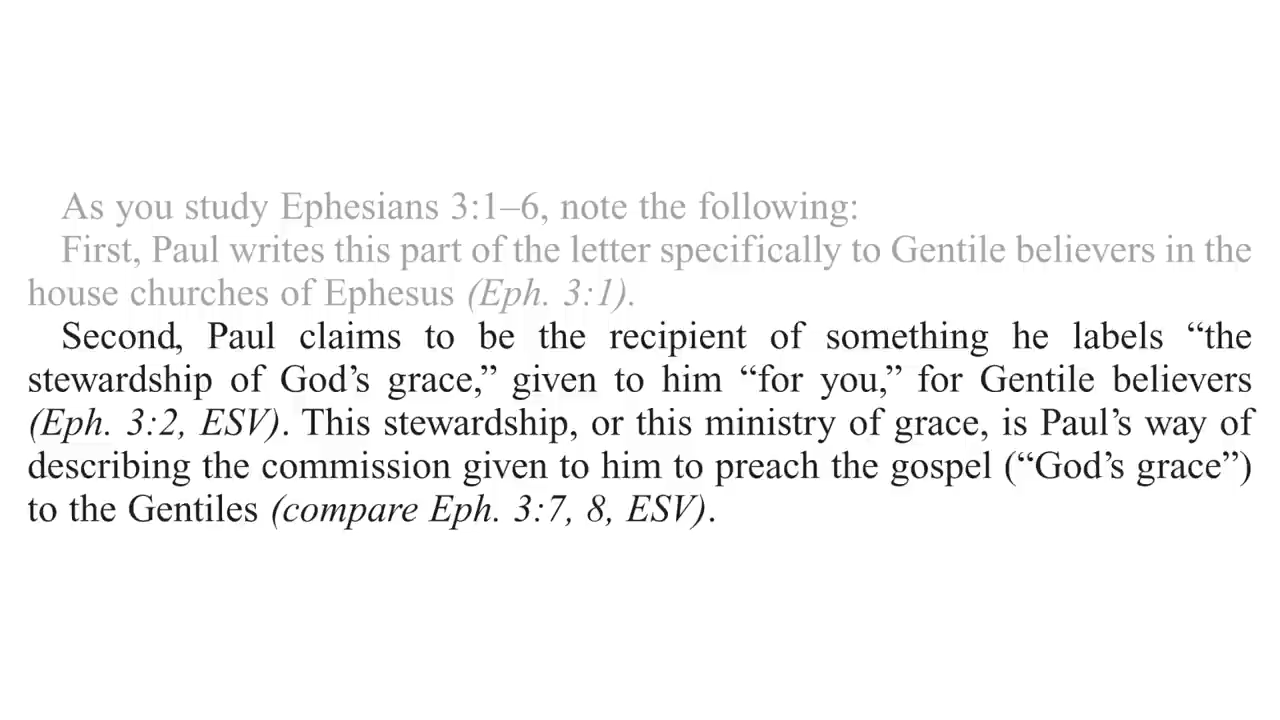 As you study Ephesians 3:1–6, note the following:
First, Paul writes this part of the letter specifically to Gentile believers in the
house churches of Ephesus (Eph. 3:1).
Second, Paul claims to be the recipient of something he labels “the
stewardship of God’s grace,” given to him “for you,” for Gentile believers
(Eph. 3:2, ESV). This stewardship, or this ministry of grace, is Paul’s way of
describing the commission given to him to preach the gospel (“God’s grace”)
to the Gentiles (compare Eph. 3:7, 8, ESV).